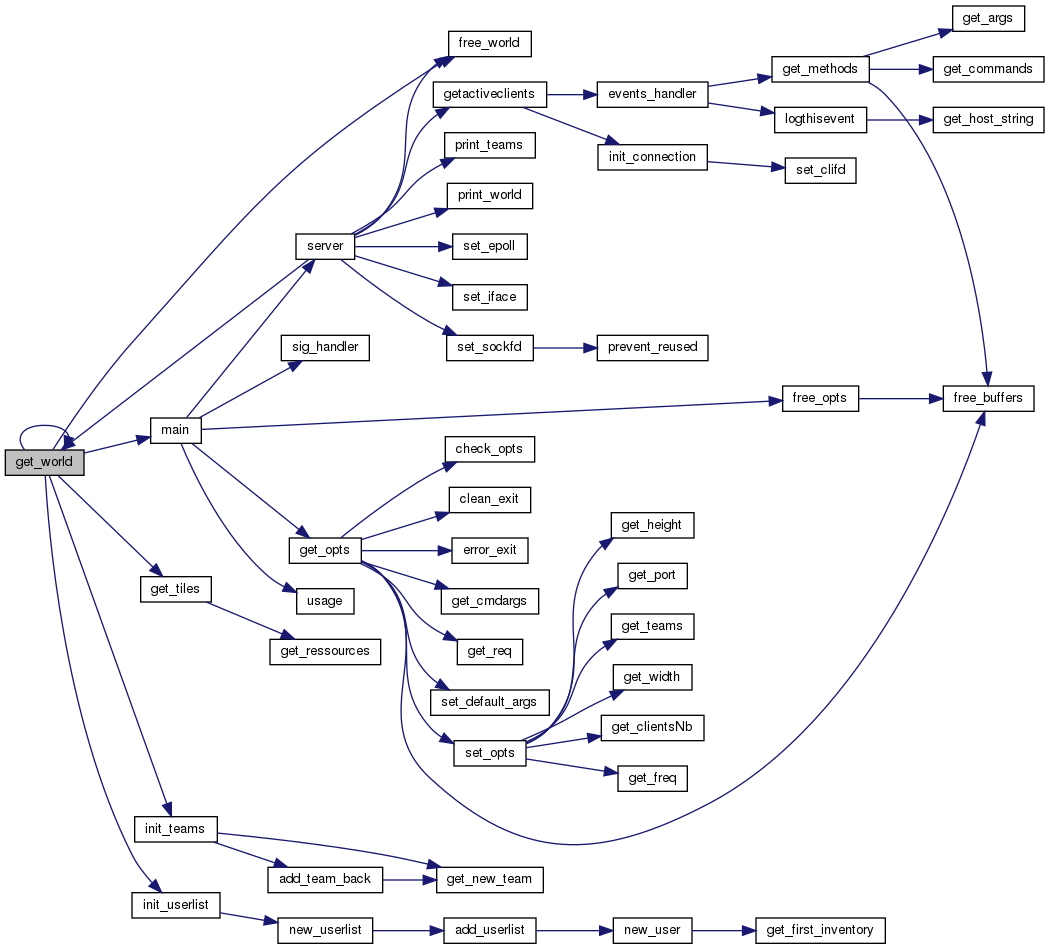 get_args
free_world
get_methods
get_commands
getactiveclients
events_handler
logthisevent
get_host_string
print_teams
init_connection
set_clifd
print_world
server
set_epoll
set_iface
sig_handler
set_sockfd
prevent_reused
free_opts
free_buffers
main
check_opts
get_world
clean_exit
get_height
get_opts
error_exit
get_port
get_tiles
usage
get_cmdargs
get_teams
get_ressources
get_req
get_width
set_default_args
get_clientsNb
set_opts
get_freq
init_teams
add_team_back
get_new_team
init_userlist
new_userlist
add_userlist
new_user
get_first_inventory